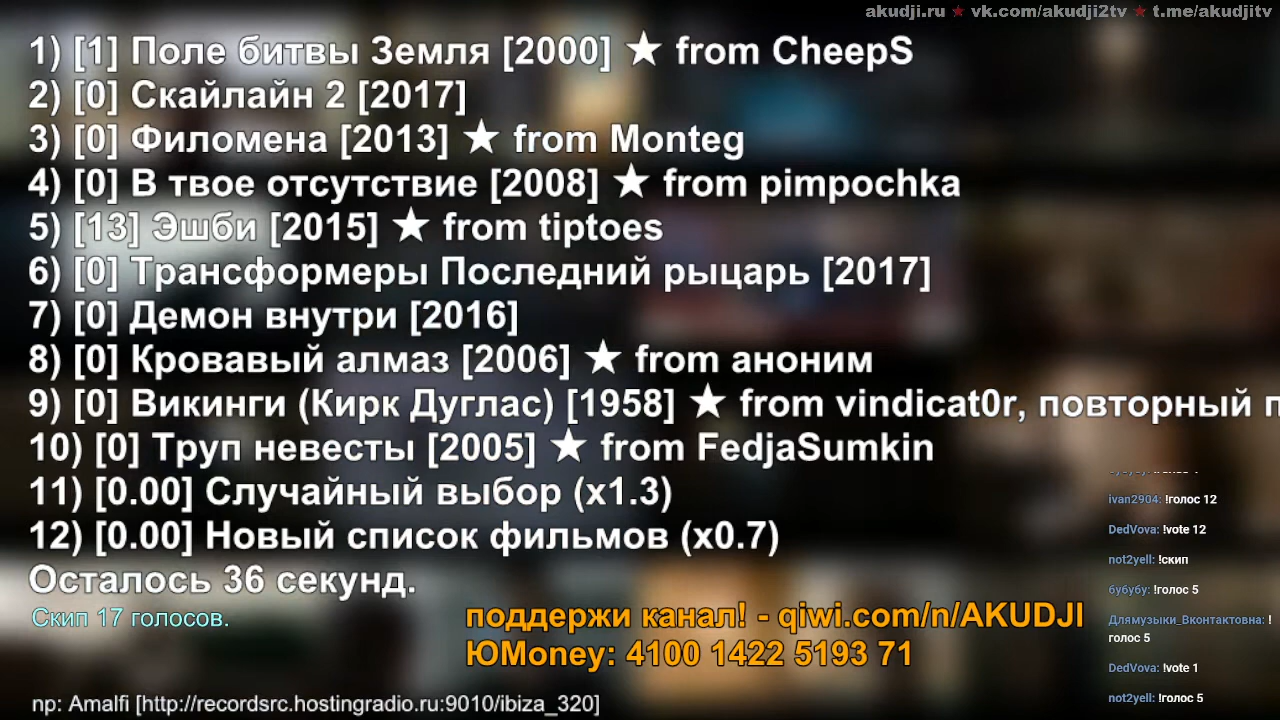 akudji.ru ★ vk.com/akudji2tv ★ t.me/akudjitv
1) [1] Поле битвы Земля [2000] ★ from CheepS
2) [0] Скайлайн 2 [2017]
3) [0] Филомена [2013] ★ from Monteg
4) [0] В твое отсутствие [2008] ★ from pimpochka
5) [13] Эшби [2015] ★ from tiptoes
6) [0] Трансформеры Последний рыцарь [2017]
7) [0] Демон внутри [2016]
8) [0] Кровавый алмаз [2006] ★ from аноним
9) [0] Викинги (Кирк Дуглас) [1958] ★ from vindicat0r, повторный
10) [0] Труп невесты [2005] ★ from FedjaSumkin
11) [0.00] Случайный выбор (x1.3)
12) [0.00] Новый список фильмов (x0.7)
Осталось 36 секунд.
Скип 17 голосов.
поддержи канал! - qiwi.com/n/AKUDJI
ЮMoney: 4100 1422 5193 71
np: Amalfi [http://recordsrc.hostingradio.ru:9010/ibiza_320]
ivan2904: !голос 12
DedVova: !vote 12
not2yell: !скип
бубубу: !голос 5
Длямузыки_Вконтактовна: !
голос 5
DedVova: !vote 1
not2yell: !голос 5